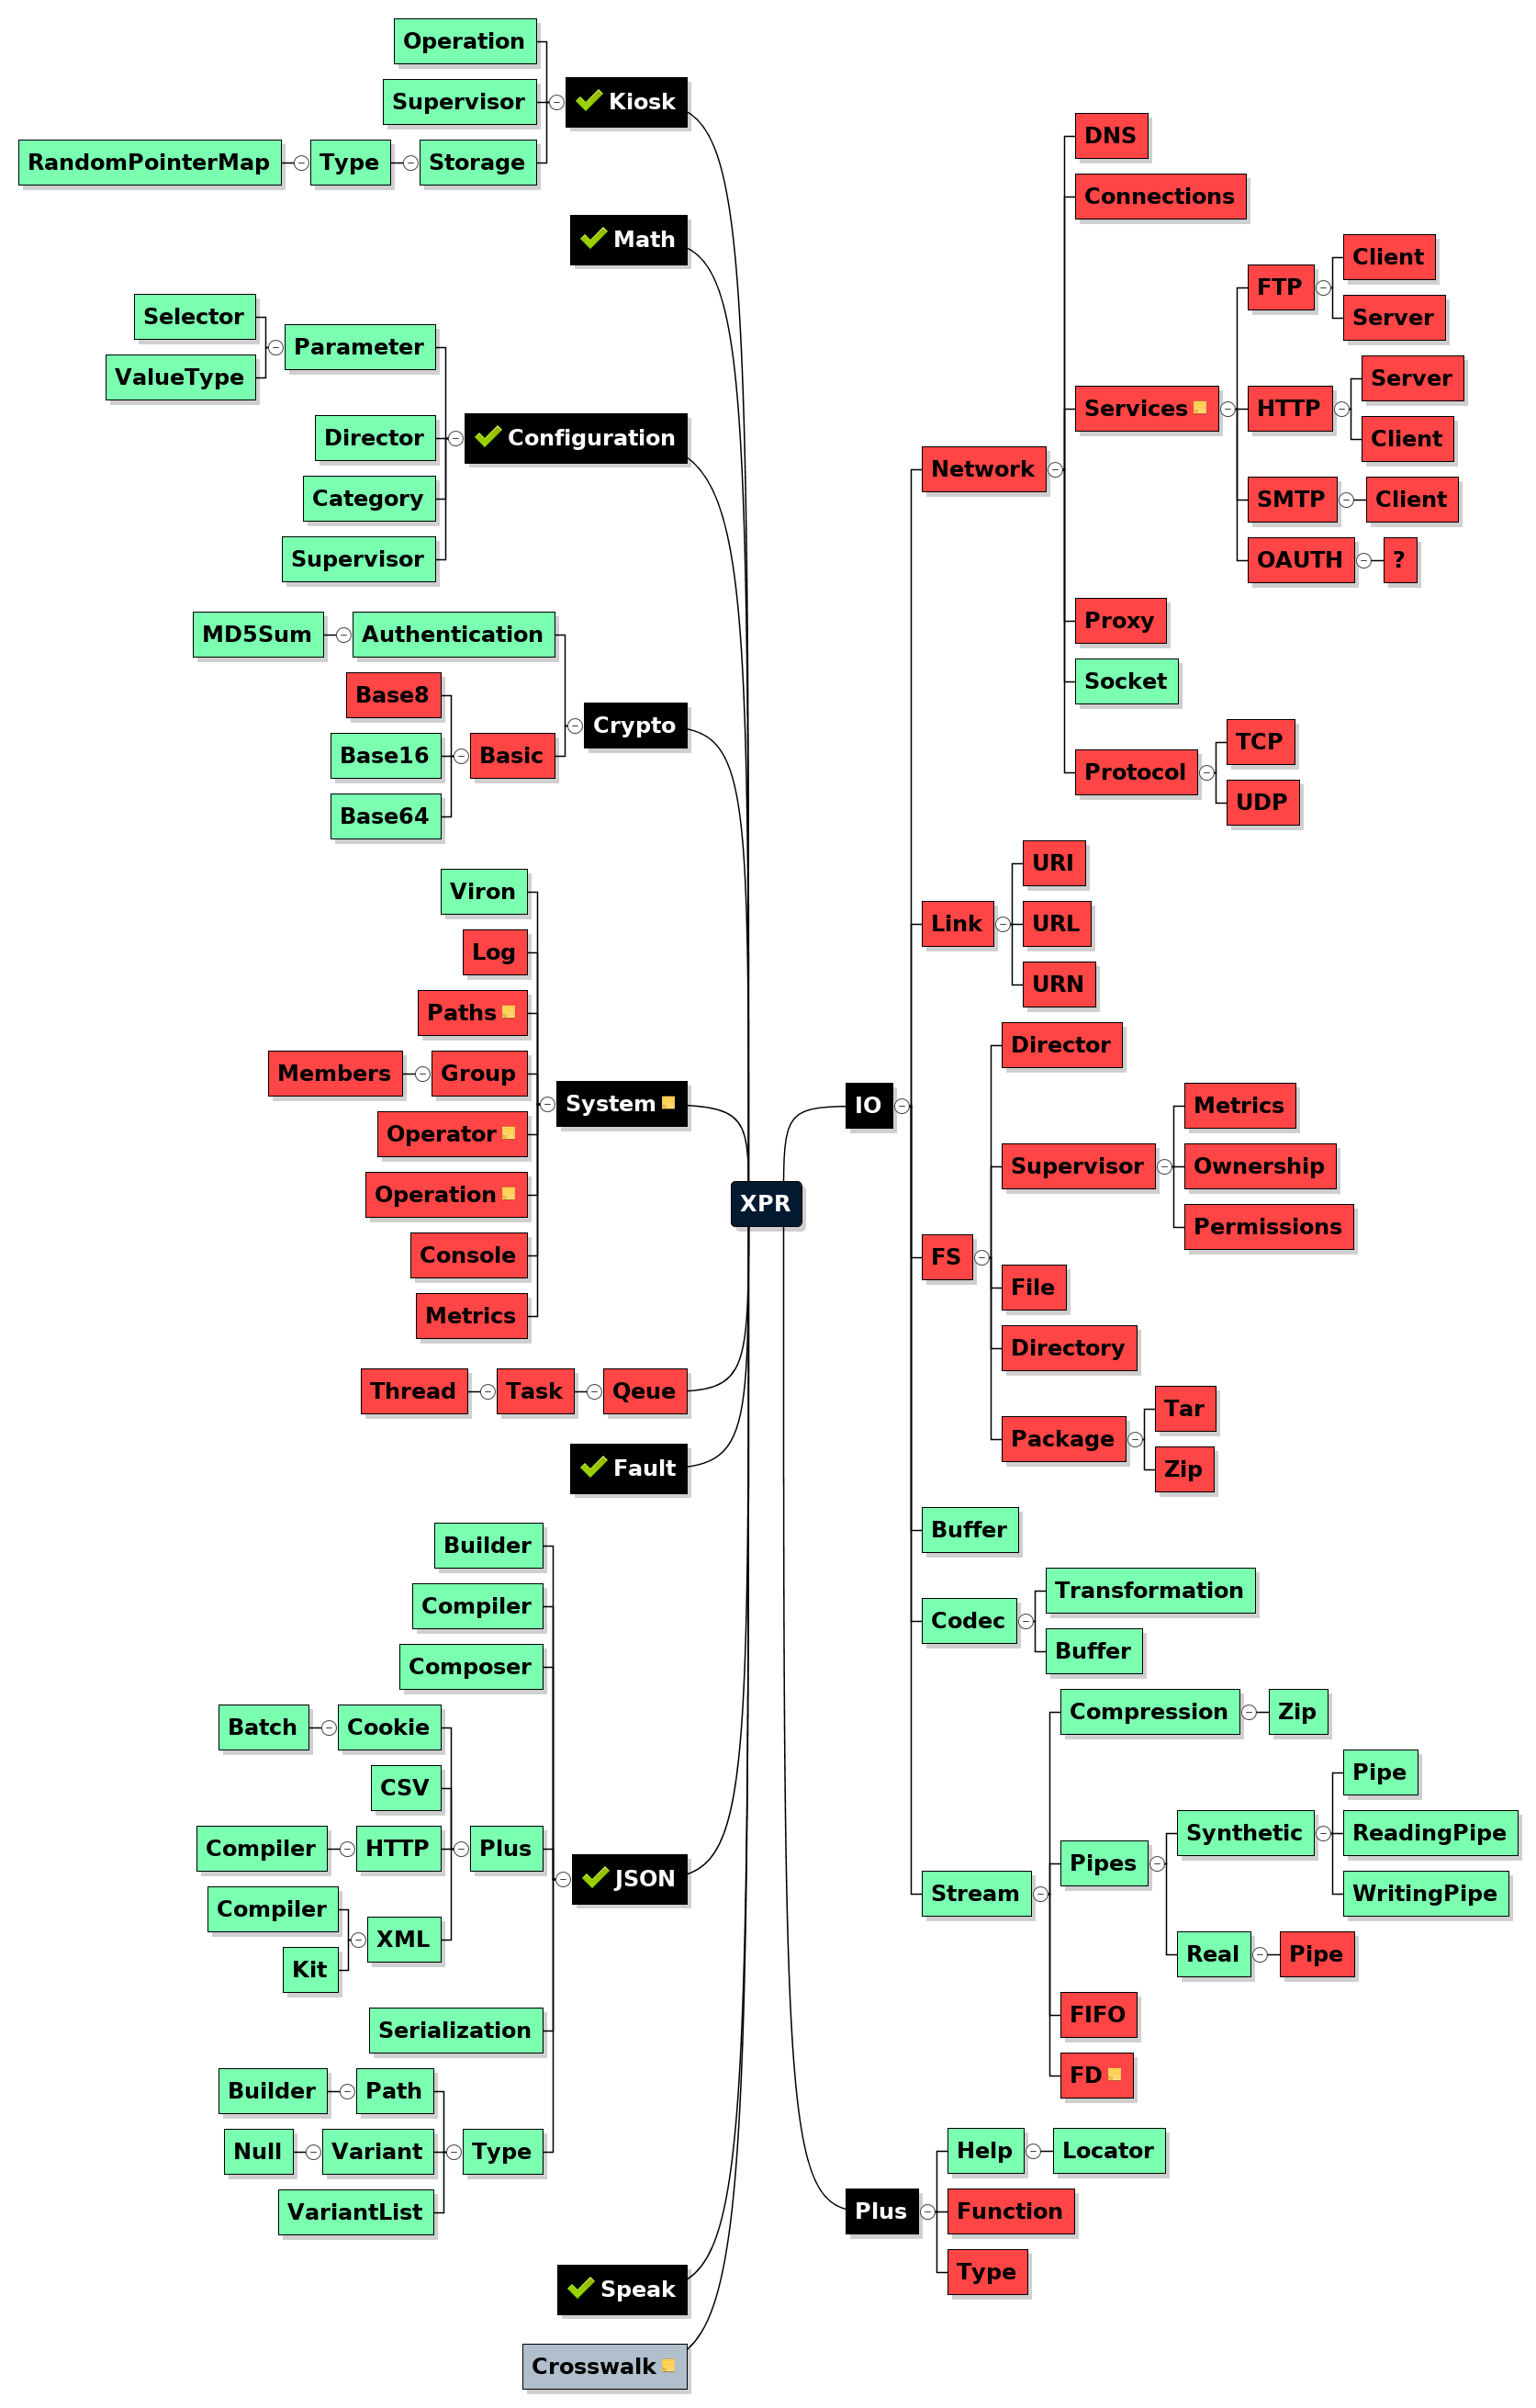 Operation
Supervisor
Kiosk
RandomPointerMap
Type
Storage
Math
Selector
ValueType
Parameter
Director
Configuration
Category
Supervisor
MD5Sum
Authentication
Base8
Base16
Base64
Basic
Crypto
Viron
Log
Paths
Members
Group
Operator
Operation
Console
Metrics
System
Thread
Task
Qeue
Fault
Builder
Compiler
Composer
Batch
Cookie
CSV
Compiler
HTTP
Plus
Compiler
Kit
XML
JSON
Serialization
Builder
Path
Null
Variant
Type
VariantList
Speak
Crosswalk
XPR
IO
Network
DNS
Connections
Services
FTP
Client
Server
HTTP
Server
Client
SMTP
Client
OAUTH
?
Proxy
Socket
Protocol
TCP
UDP
Link
URI
URL
URN
FS
Director
Supervisor
Metrics
Ownership
Permissions
File
Directory
Package
Tar
Zip
Buffer
Codec
Transformation
Buffer
Stream
Compression
Zip
Pipes
Synthetic
Pipe
ReadingPipe
WritingPipe
Real
Pipe
FIFO
FD
Plus
Help
Locator
Function
Type